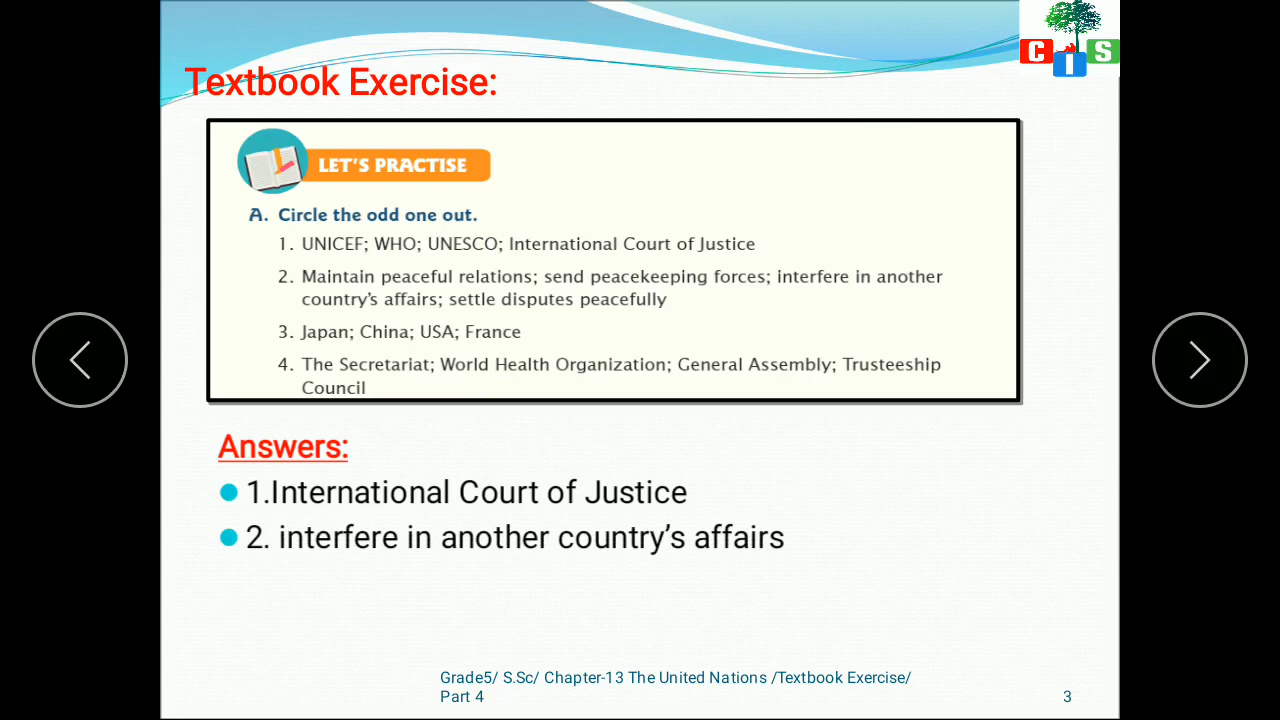 C I S
Textbook Exercise:
LET'S PRACTISE
A. Circle the odd one out.
1. UNICEF; WHO; UNESCO; International Court of Justice
2. Maintain peaceful relations; send peacekeeping forces; interfere in another
country's affairs; settle disputes peacefully
3. Japan; China; USA; France
4. The Secretariat; World Health Organization; General Assembly; Trusteeship
Council
Answers:
1.International Court of Justice
2. interfere in another country's affairs
Grade5/ S.Sc/ Chapter-13 The United Nations /Textbook Exercise/
Part 4
3